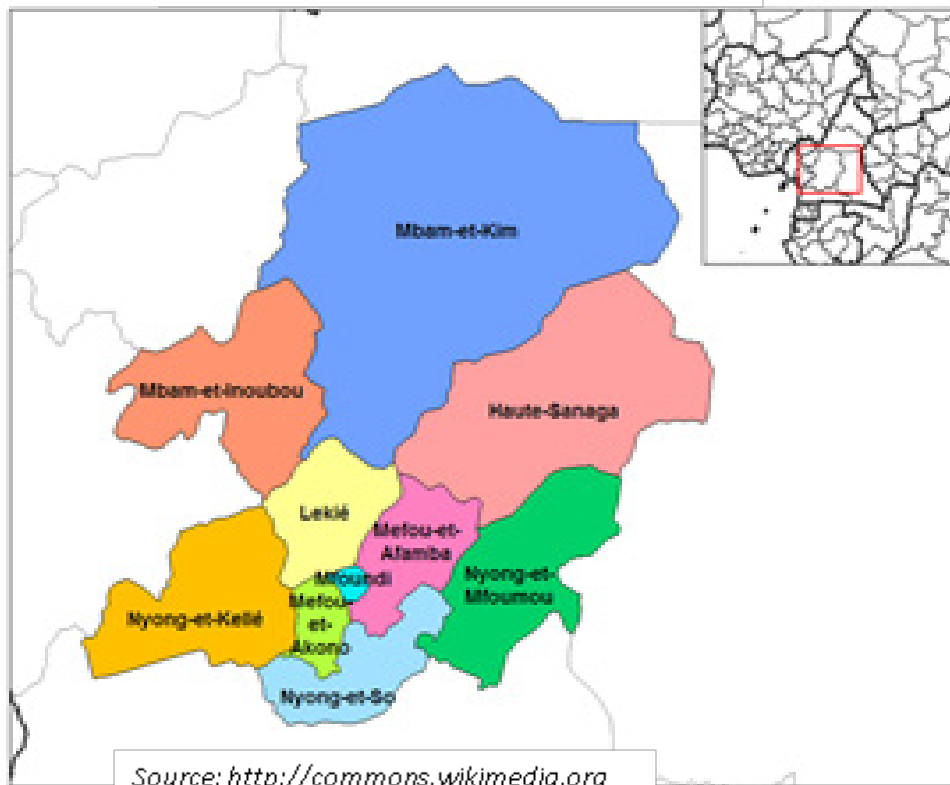 Mbam-et-Kim
Mbam-et-Inoubou
Haute-Sanaga
Lekié
Mefou-et-
Afamba
Mfoundi
Nyong-et-
Mfoumou
Mefou-
et-
Akono
Nyong-et-Kellé
Nyong-et-So
Source: http://commons.wikimedia.org